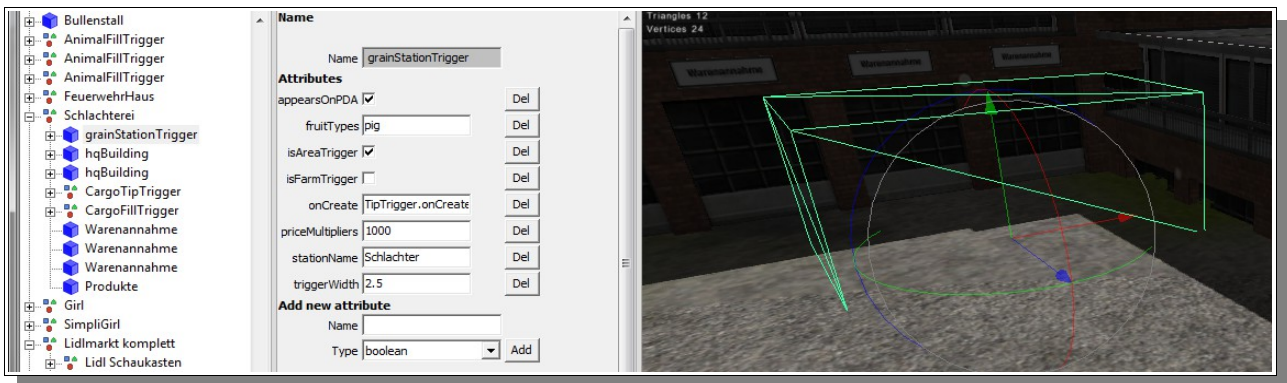 Bullenstall
AnimalFillTrigger
AnimalFillTrigger
AnimalFillTrigger
FeuerwehrHaus
Schlachterei
grainStationTrigger
hqBuilding
hqBuilding
CargoTipTrigger
CargoFillTrigger
Warenannahme
Warenannahme
Warenannahme
Produkte
Girl
SimpliGirl
Lidlmarkt komplett
Lidl Schaukasten
Name
Name grainStationTrigger
Attributes
appearsOnPDA Del
fruitTypes pig Del
isAreaTrigger Del
isFarmTrigger Del
onCreate TipTrigger.onCreate Del
priceMultipliers 1000 Del
stationName Schlachter Del
triggerWidth 2.5 Del
Add new attribute
Name
Type boolean Add
Triangles 12
Vertices 24
Warenannahme
Warenannahme
Warenannahme